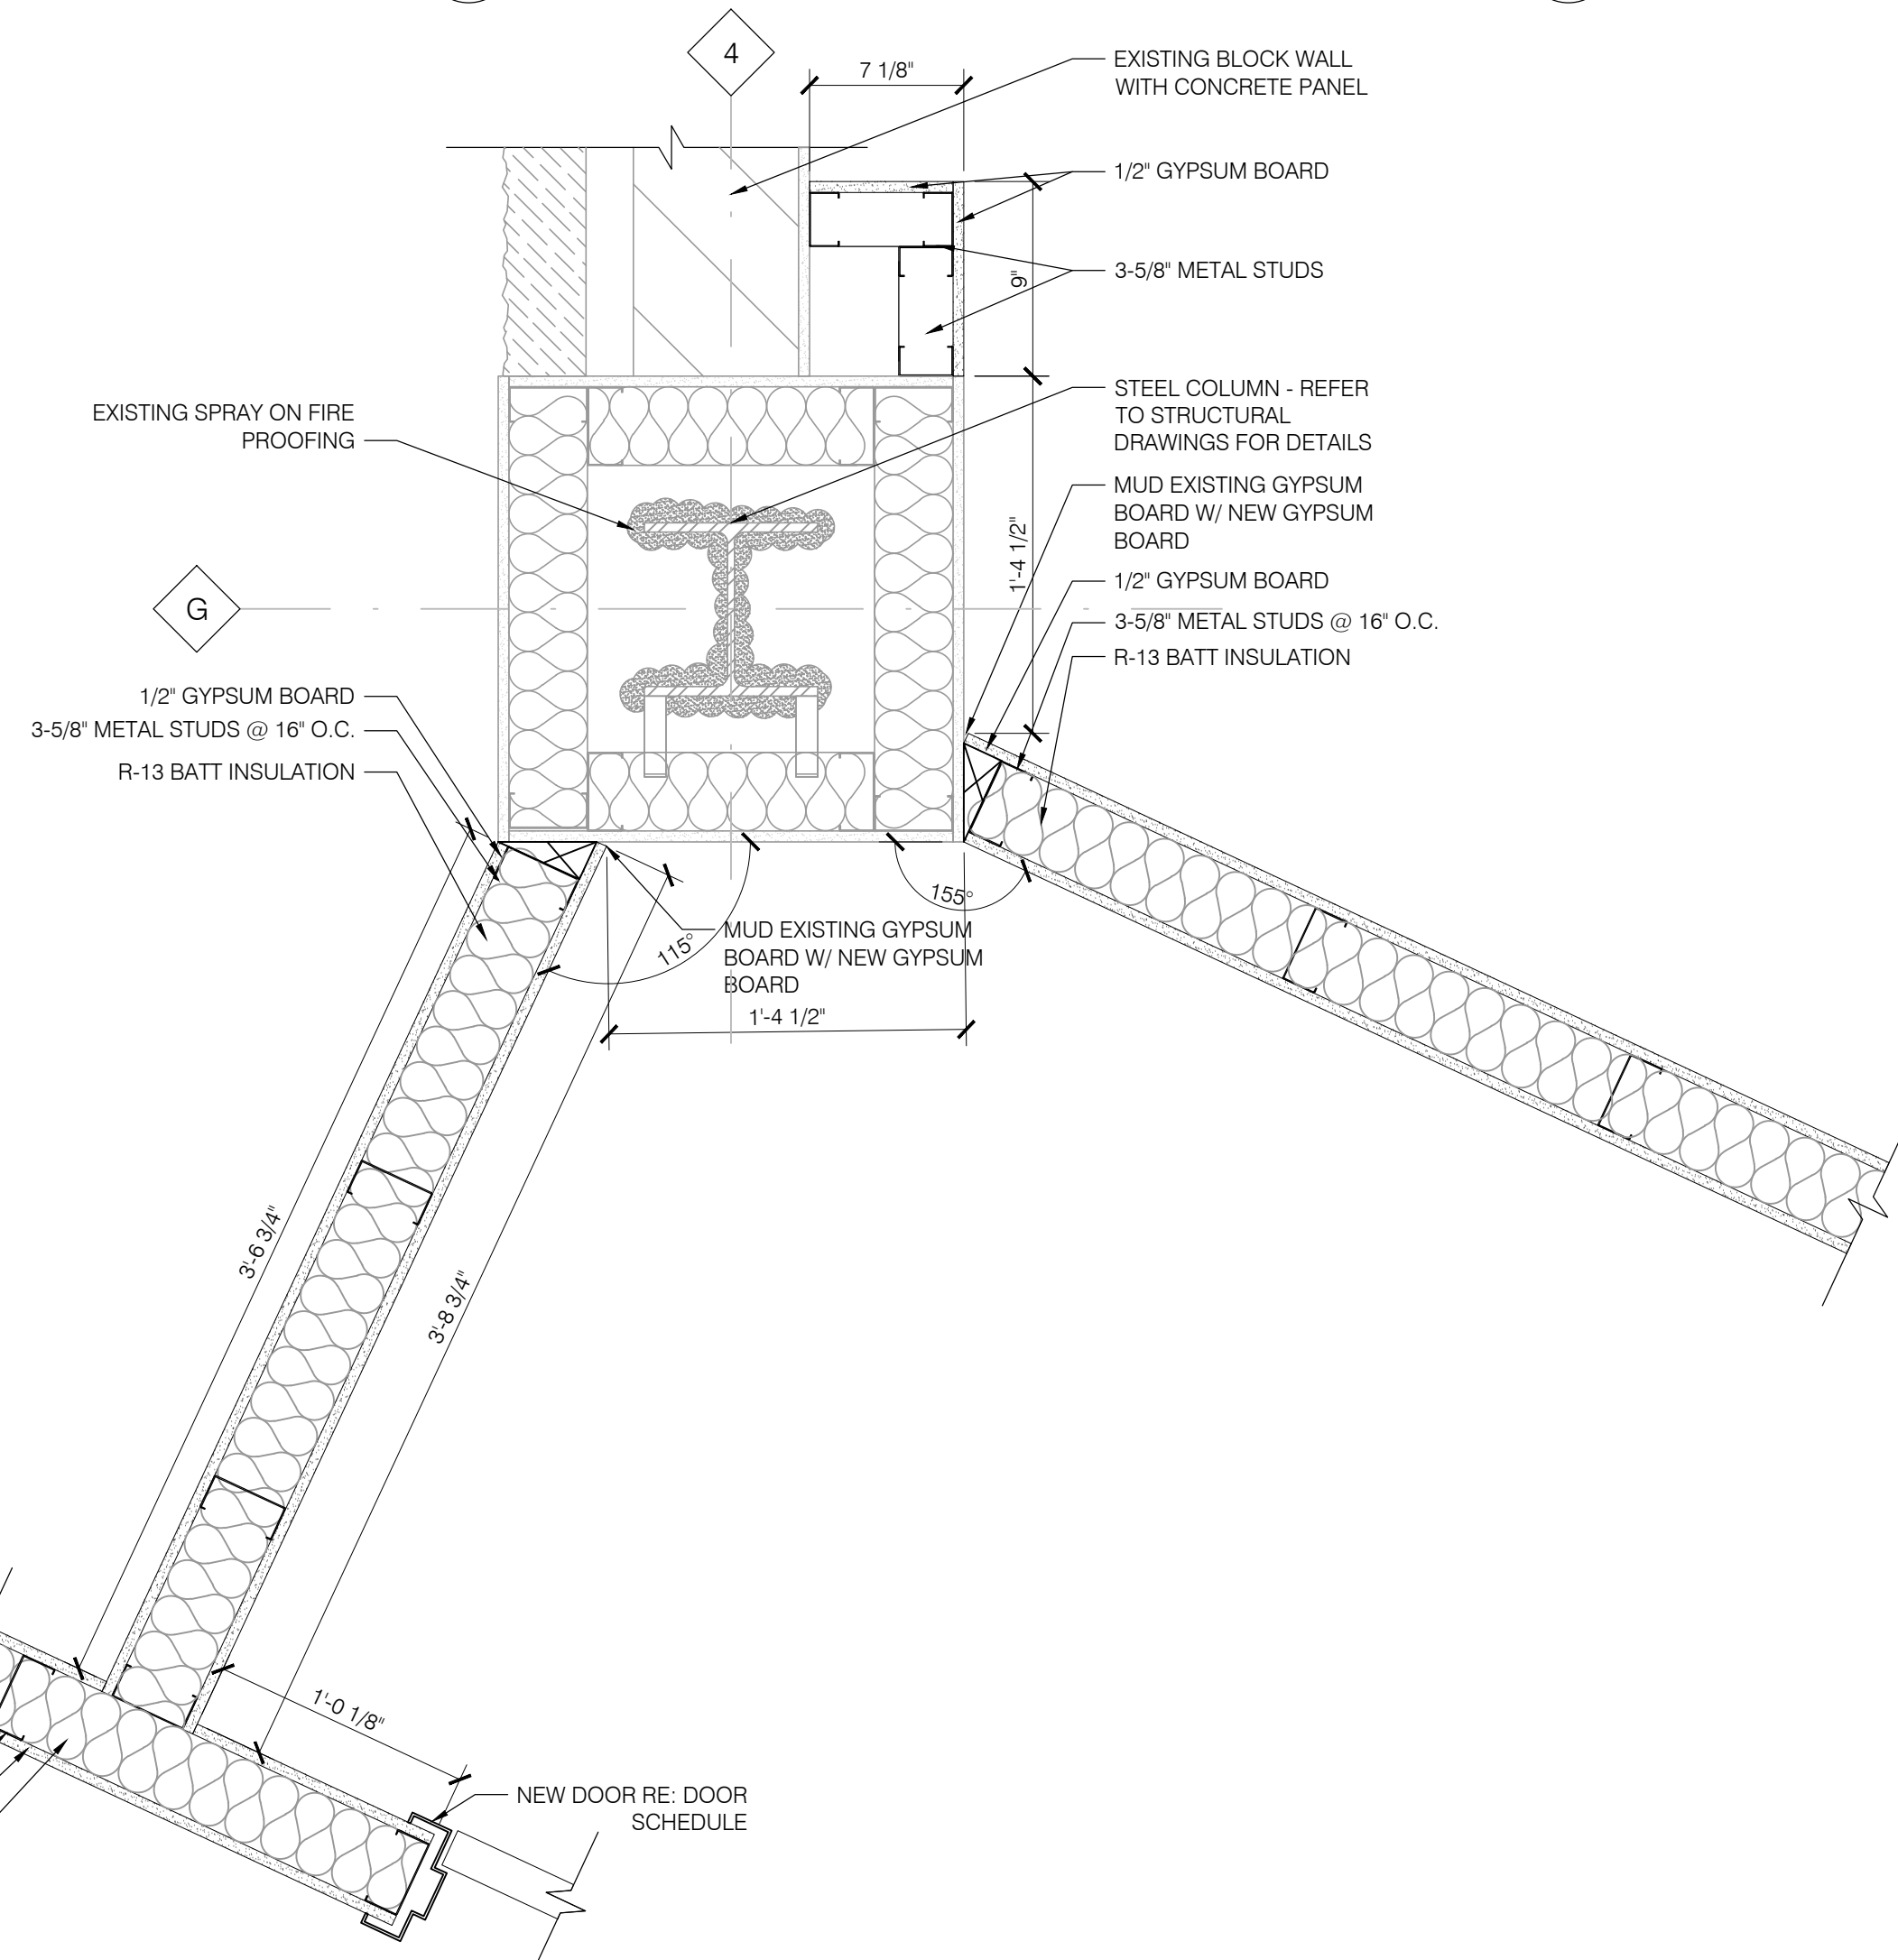 4
7 1/8"
EXISTING BLOCK WALL
WITH CONCRETE PANEL
1/2" GYPSUM BOARD
3-5/8" METAL STUDS
9"
STEEL COLUMN - REFER
TO STRUCTURAL
DRAWINGS FOR DETAILS
EXISTING SPRAY ON FIRE
PROOFING
MUD EXISTING GYPSUM
BOARD W/ NEW GYPSUM
BOARD
1'-4 1/2"
1/2" GYPSUM BOARD
3-5/8" METAL STUDS @ 16" O.C.
R-13 BATT INSULATION
G
1/2" GYPSUM BOARD
3-5/8" METAL STUDS @ 16" O.C.
R-13 BATT INSULATION
155°
115°
MUD EXISTING GYPSUM
BOARD W/ NEW GYPSUM
BOARD
1'-4 1/2"
3'-6 3/4"
3'-8 3/4"
1'-0 1/8"
NEW DOOR RE: DOOR
SCHEDULE